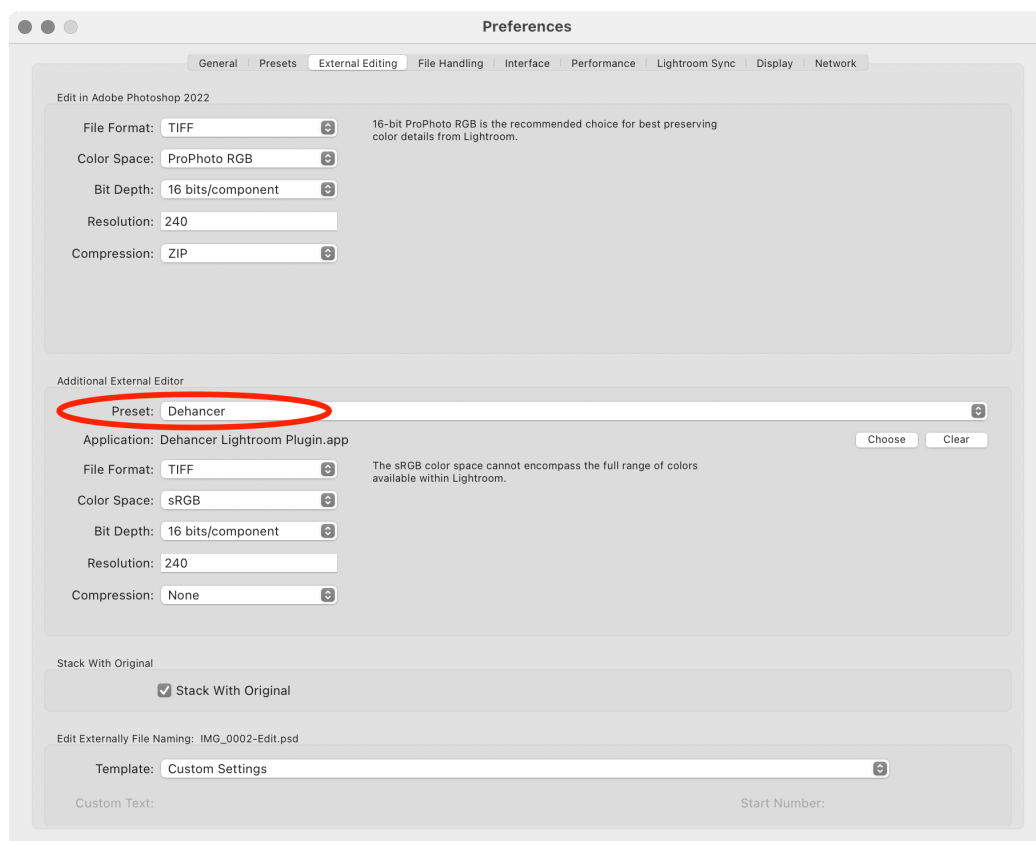 Preferences
General Presets External Editing File Handling Interface Performance Lightroom Sync Display Network
Edit in Adobe Photoshop 2022
File Format: TIFF
16-bit ProPhoto RGB is the recommended choice for best preserving
color details from Lightroom.
Color Space: ProPhoto RGB
Bit Depth: 16 bits/component
Resolution: 240
Compression: ZIP
Additional External Editor
Preset: Dehancer
Application: Dehancer Lightroom Plugin.app
Choose Clear
File Format: TIFF
The sRGB color space cannot encompass the full range of colors
available within Lightroom.
Color Space: sRGB
Bit Depth: 16 bits/component
Resolution: 240
Compression: None
Stack With Original
Stack With Original
Edit Externally File Naming: IMG_0002-Edit.psd
Template: Custom Settings
Custom Text: Start Number: